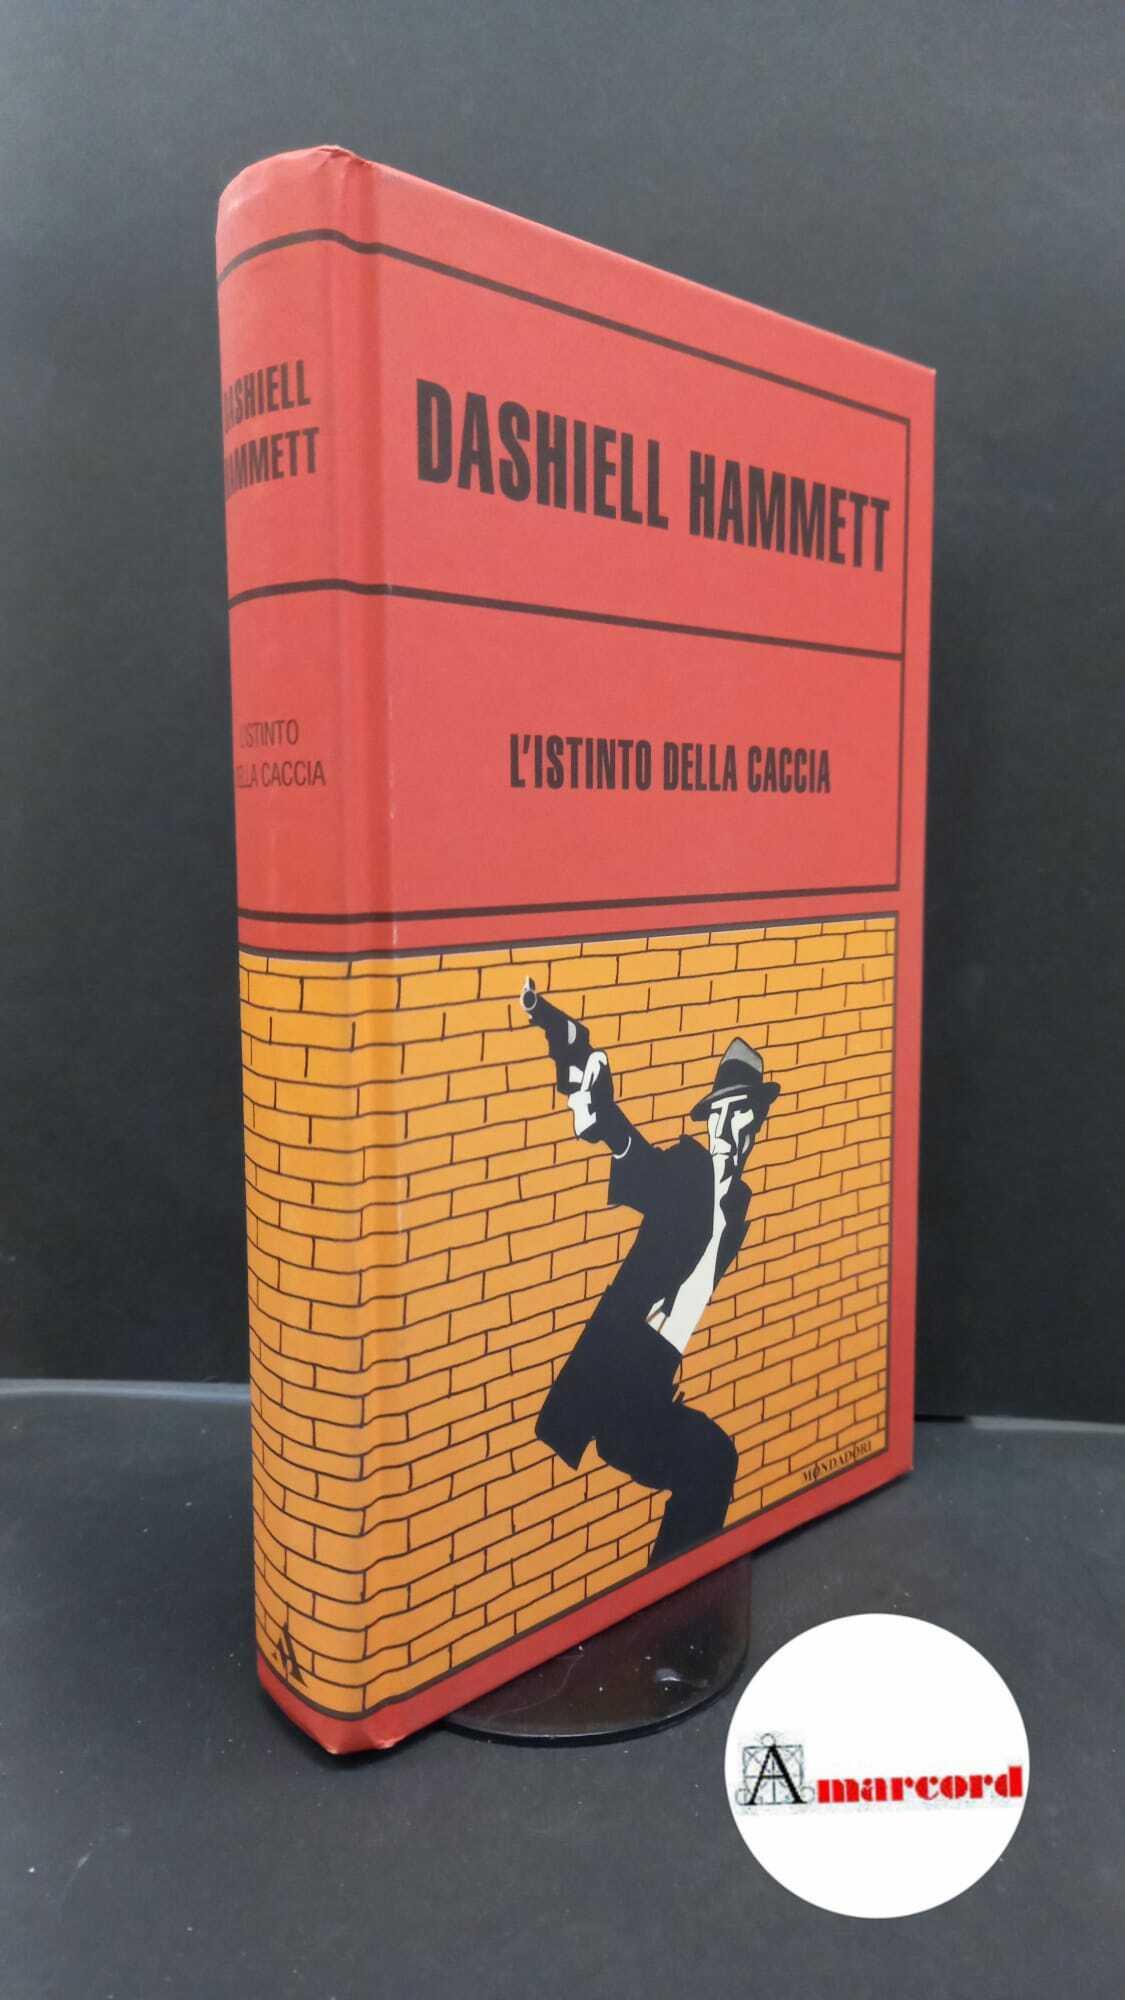 DASHIELL
HAMMETT
L'ISTINTO
DELLA CACCIA
DASHIELL HAMMETT
L'ISTINTO DELLA CACCIA
MONDADORI
Amarcord